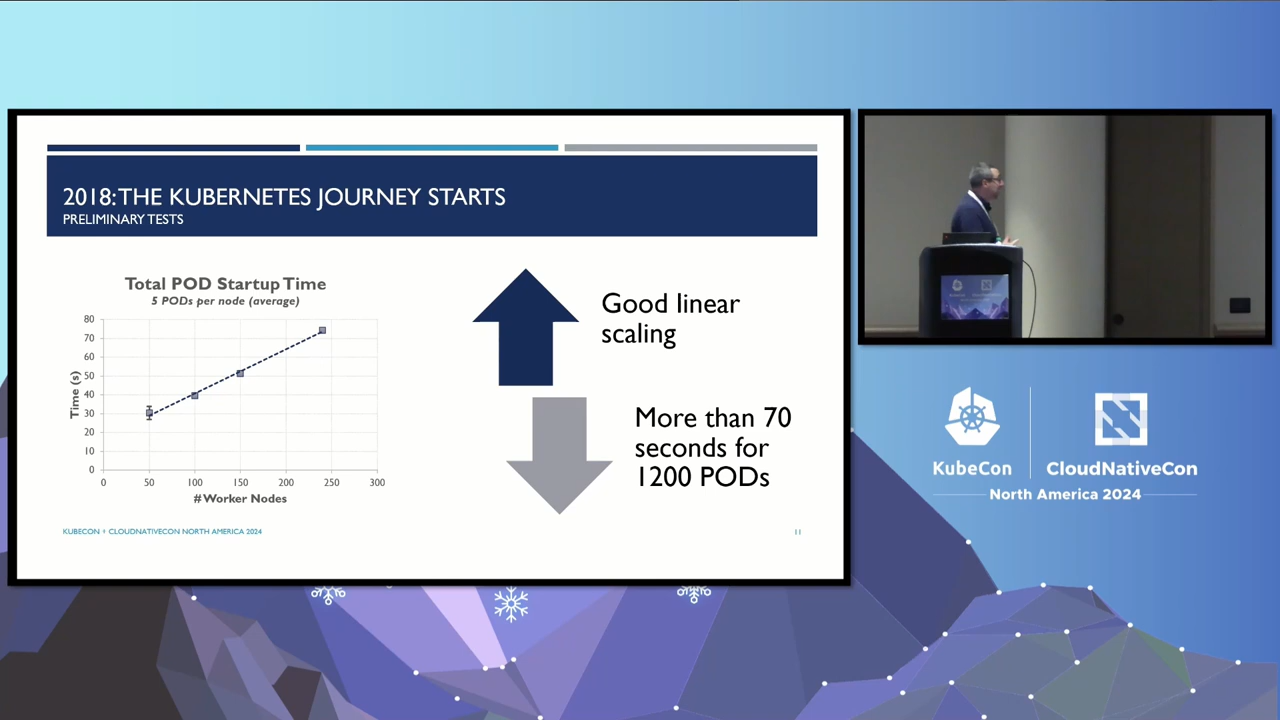 2018: THE KUBERNETES JOURNEY STARTS
PRELIMINARY TESTS
Total POD Startup Time
5 PODs per node (average)
Time (s)
80
70
60
50
40
30
20
10
0
0 50 100 150 200 250 300
#Worker Nodes
Good linear
scaling
More than 70
seconds for
1200 PODs
KUBECON + CLOUDNATIVECON NORTH AMERICA 2024
11
KubeCon
CloudNativeCon
North America 2024